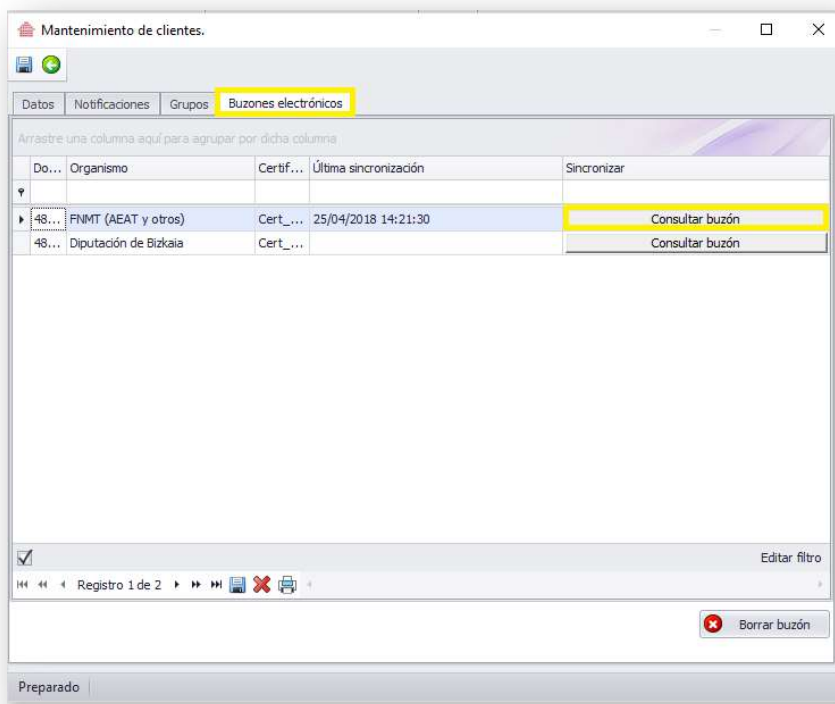 Mantenimiento de clientes.
Datos Notificaciones Grupos Buzones electrónicos
Arrastre una columna aquí para agrupar por dicha columna
Do... Organismo Certif... Última sincronización Sincronizar
48... FNMT (AEAT y otros) Cert_... 25/04/2018 14:21:30 Consultar buzón
48... Diputación de Bizkaia Cert_... Consultar buzón
Editar filtro
Registro 1 de 2
Borrar buzón
Preparado